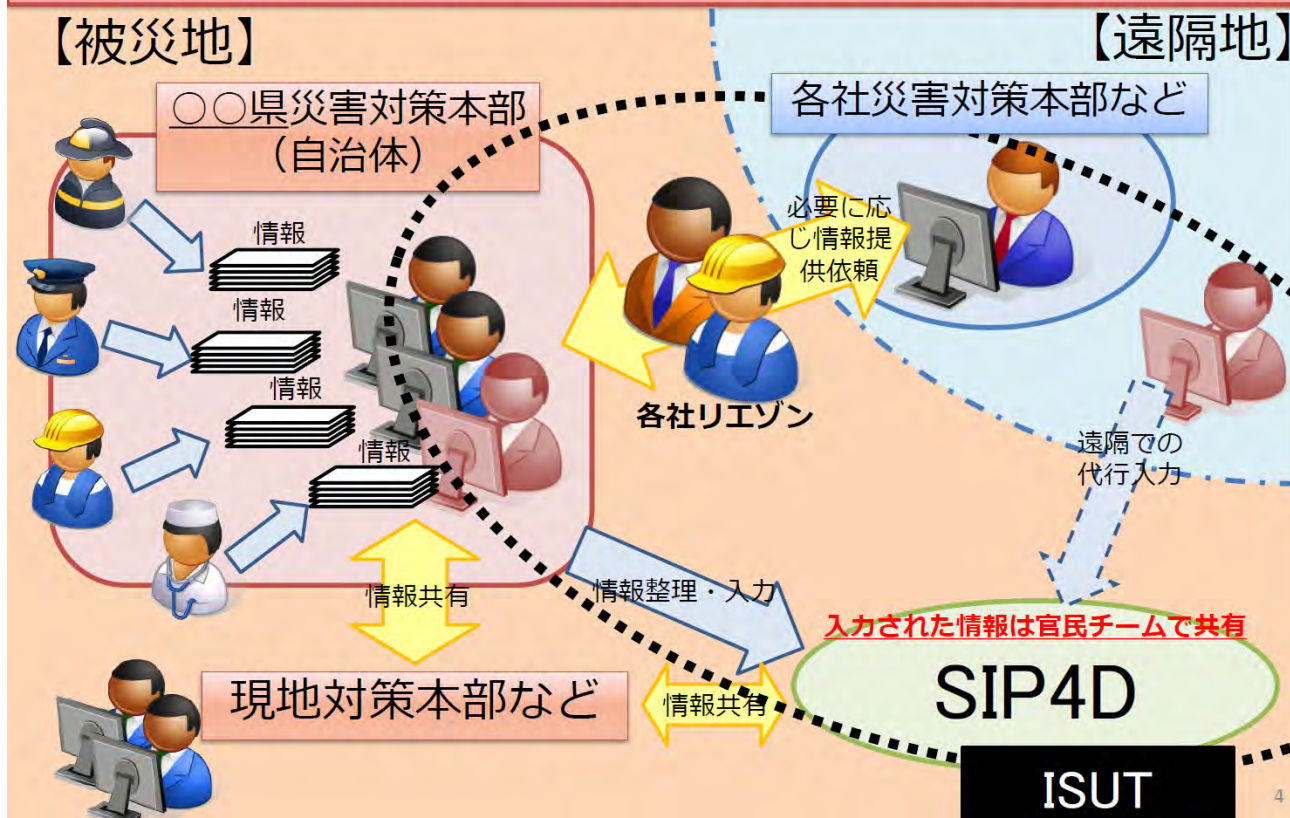 【被災地】
【遠隔地】
○○県災害対策本部
（自治体）
各社災害対策本部など
情報
情報
情報
情報
必要に応
じ情報提
供依頼
各社リエゾン
遠隔での
代行入力
情報共有
情報整理・入力
入力された情報は官民チームで共有
SIP4D
現地対策本部など
情報共有
ISUT
4